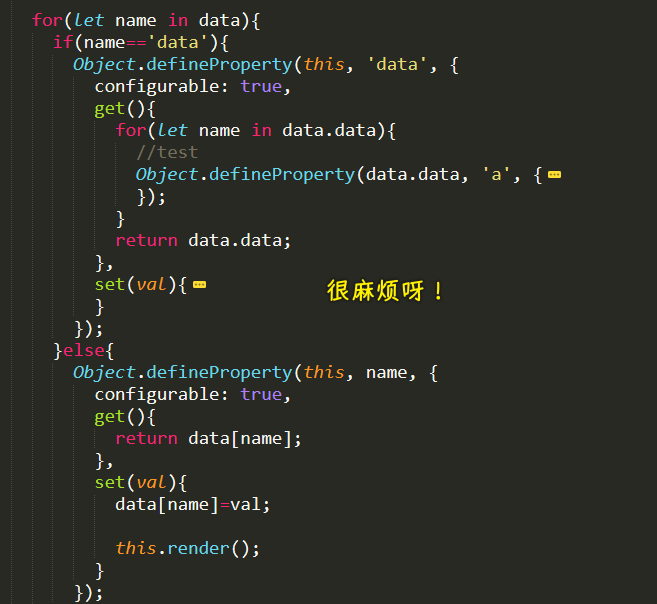 for(let name in data){
if(name=='data'){
Object.defineProperty(this, 'data', {
configurable: true,
get(){
for(let name in data.data){
//test
Object.defineProperty(data.data, 'a', {
});
}
return data.data;
},
set(val){
很麻烦呀！
}
});
}else{
Object.defineProperty(this, name, {
configurable: true,
get(){
return data[name];
},
set(val){
data[name]=val;
this.render();
}
});